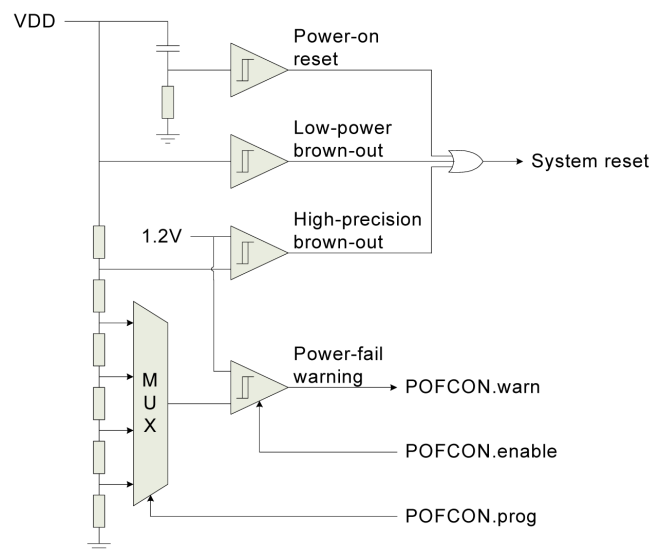 VDD
Power-on
reset
Low-power
brown-out
System reset
High-precision
brown-out
1.2V
Power-fail
warning
MUX
POFCON.warn
POFCON.enable
POFCON.prog